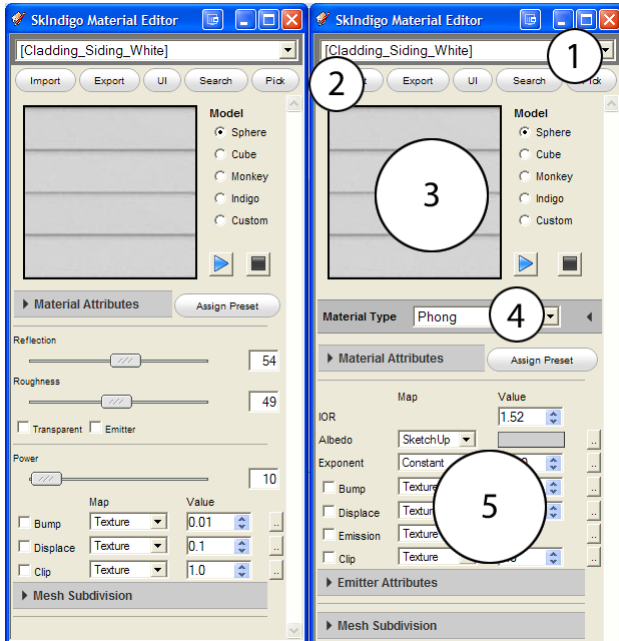 SkIndigo Material Editor
[Cladding_Siding_White]
Import Export UI Search Pick
Model
Sphere
Cube
Monkey
Indigo
Custom
Material Attributes Assign Preset
Reflection
54
Roughness
49
Transparent Emitter
Power
10
Map Value
Bump Texture 0.01
Displace Texture 0.1
Clip Texture 1.0
Mesh Subdivision
SkIndigo Material Editor
[Cladding_Siding_White]
1
2
Export UI Search
Model
Sphere
Cube
Monkey
Indigo
Custom
3
Material Type Phong
4
Material Attributes Assign Preset
Map Value
IOR 1.52
Albedo SketchUp
Exponent Constant
Bump
Displace
Emission
Clip Texture
5
Emitter Attributes
Mesh Subdivision